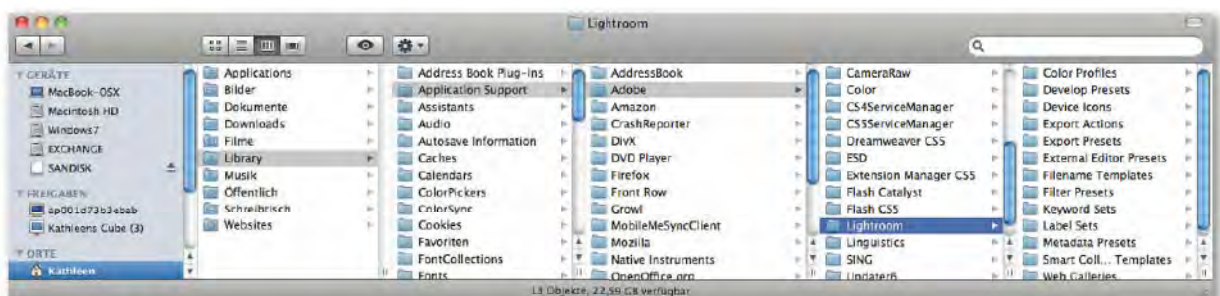 Lightroom
GERÄTE
MacBook-OSX
Macintosh HD
Windows7
EXCHANGE
SANDISK
FREIGABEN
Kathleens Cube (3)
ORTE
Kathleen
Applications
Bilder
Dokumente
Downloads
Filme
Library
Musik
Öffentlich
Schreibtisch
Websites
Address Book Plug-Ins
Application Support
Assistants
Audio
Autosave Information
Caches
Calendars
ColorPickers
ColorSync
Cookies
Favoriten
FontCollections
Fonts
AddressBook
Adobe
Amazon
CrashReporter
DivX
DVD Player
Firefox
Front Row
Growl
MobileMeSyncClient
Mozilla
Native Instruments
OpenOffice.org
CameraRaw
Color
CS4ServiceManager
CS5ServiceManager
Dreamweaver CS5
ESD
Extension Manager CS5
Flash Catalyst
Flash CS5
Lightroom
Linguistics
SING
Updater6
Color Profiles
Develop Presets
Device Icons
Export Actions
Export Presets
External Editor Presets
Filename Templates
Filter Presets
Keyword Sets
Label Sets
Metadata Presets
Smart Coll... Templates
Web Galleries
13 Objekte, 22,59 GB verfügbar